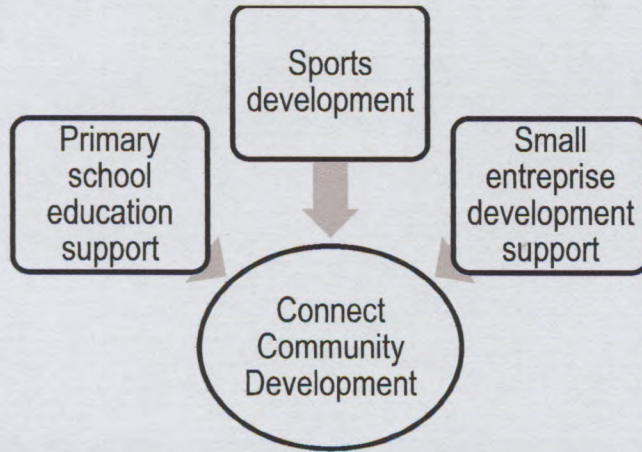 Sports
development
Primary
school
education
support
Small
entreprise
development
support
Connect
Community
Development